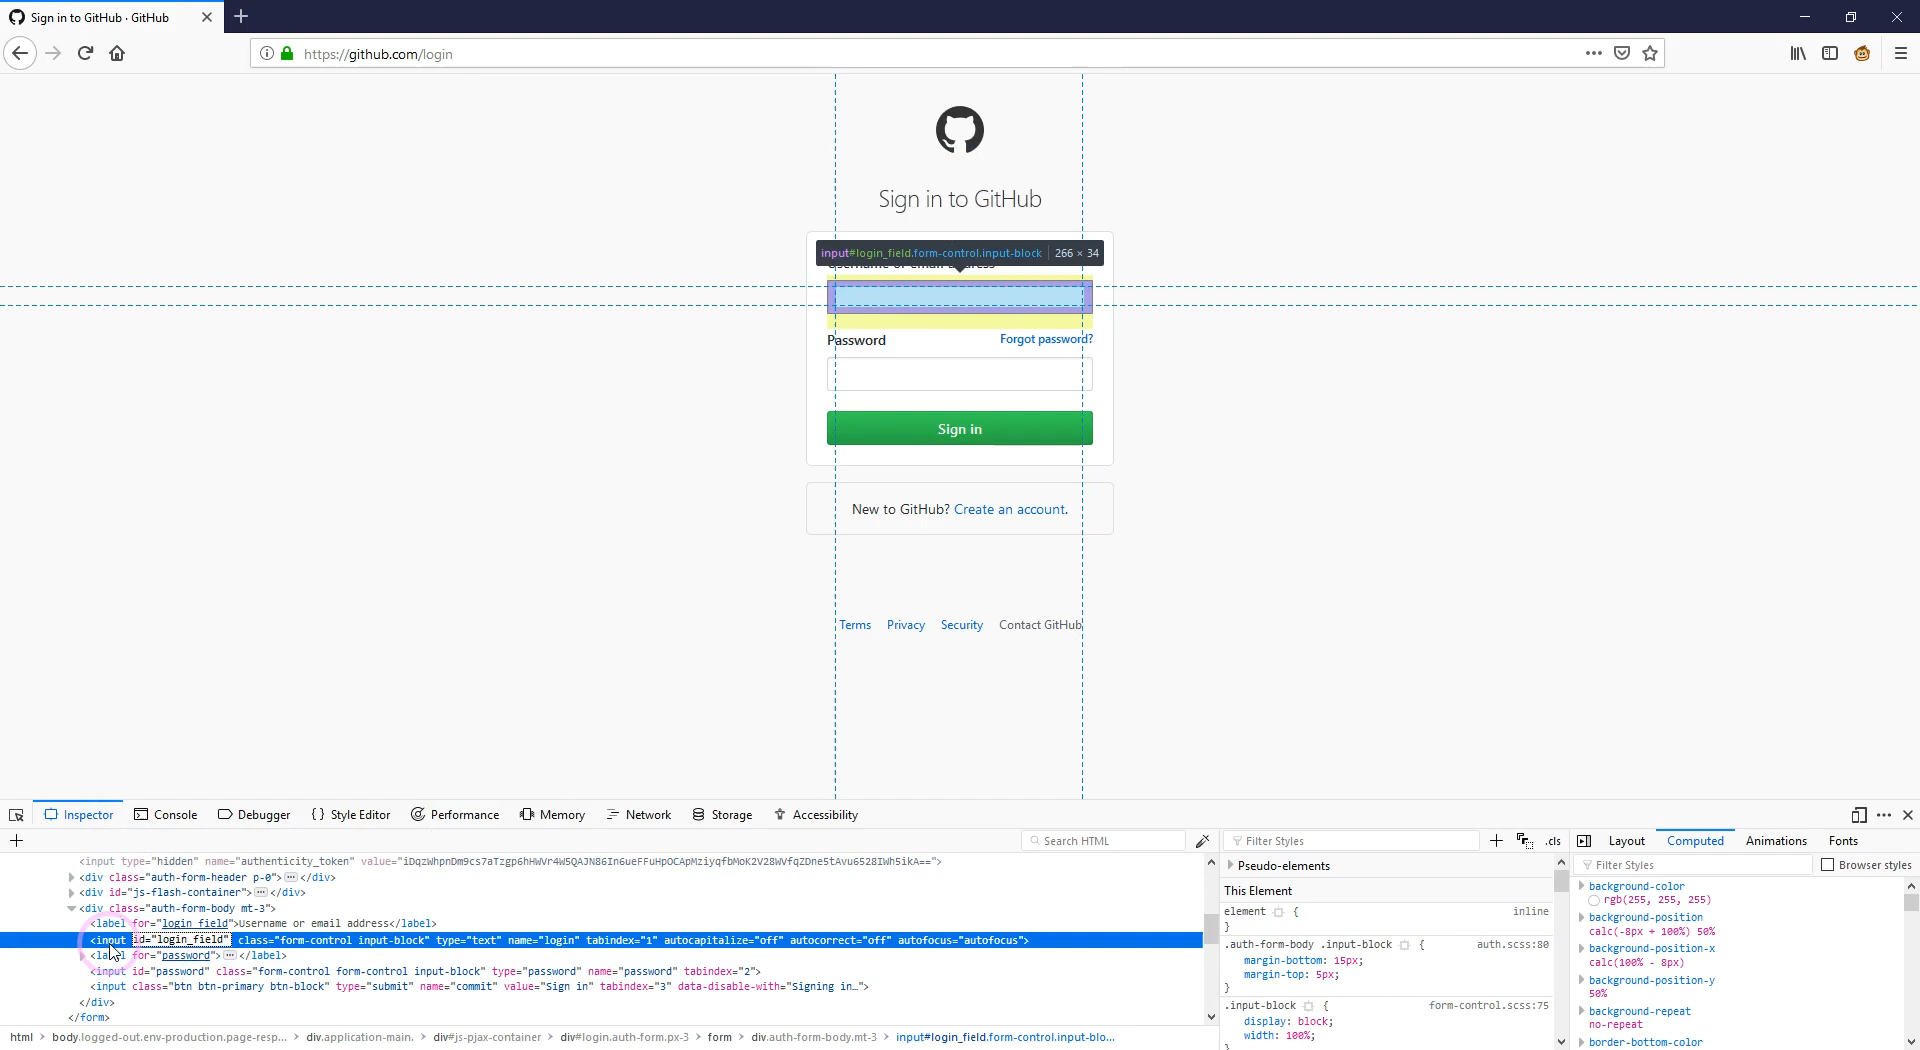 Sign in to GitHub · GitHub
https://github.com/login
Sign in to GitHub
input#login_field.form-control.input-block 266 × 34
Password Forgot password?
Sign in
New to GitHub? Create an account.
Terms Privacy Security Contact GitHub
Inspector Console Debugger {} Style Editor Performance Memory Network Storage Accessibility
Search HTML
<div class="auth-form-header p-0"></div>
<div id="js-flash-container"></div>
<div class="auth-form-body mt-3">
<label for="login_field">Username or email address</label>
<input id="login_field" class="form-control input-block" type="text" name="login" tabindex="1" autocapitalize="off" autocorrect="off" autofocus="autofocus">
<label for="password"></label>
<input id="password" class="form-control form-control input-block" type="password" name="password" tabindex="2">
<input class="btn btn-primary btn-block" type="submit" name="commit" value="Sign in" tabindex="3" data-disable-with="Signing in…">
</div>
</form>
html body.logged-out.env-production.page-resp... div.application-main. div#js-pjax-container div#login.auth-form.px-3 form div.auth-form-body.mt-3 input#login_field.form-control.input-blo...
Filter Styles .cls
Pseudo-elements
This Element
element { inline
}
.auth-form-body .input-block { auth.scss:80
margin-bottom: 15px;
margin-top: 5px;
}
.input-block { form-control.scss:75
display: block;
width: 100%;
}
Layout Computed Animations Fonts
Filter Styles Browser styles
background-color
rgb(255, 255, 255)
background-position
calc(-8px + 100%) 50%
background-position-x
calc(100% - 8px)
background-position-y
50%
background-repeat
no-repeat
border-bottom-color